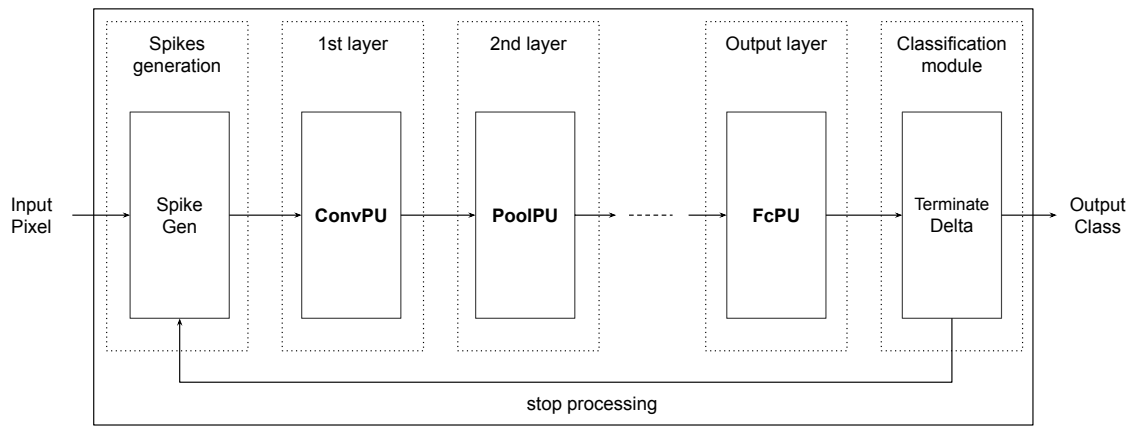 Spikes
generation
1st layer
2nd layer
Output layer
Classification
module
Input
Pixel
Spike
Gen
ConvPU
PoolPU
FcPU
Terminate
Delta
Output
Class
stop processing